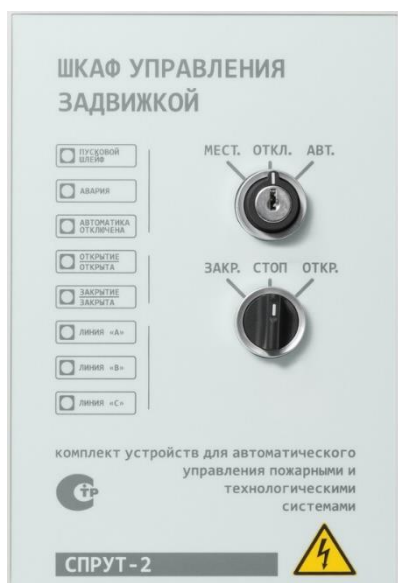 ШКАФ УПРАВЛЕНИЯ
ЗАДВИЖКОЙ
ПУСКОВОЙ
ШЛЕЙФ
АВАРИЯ
АВТОМАТИКА
ОТКЛЮЧЕНА
ОТКРЫТИЕ
ОТКРЫТА
ЗАКРЫТИЕ
ЗАКРЫТА
ЛИНИЯ «А»
ЛИНИЯ «В»
ЛИНИЯ «С»
МЕСТ. ОТКЛ. АВТ.
ЗАКР. СТОП ОТКР.
комплект устройств для автоматического
управления пожарными и
технологическими
системами
СТР
СПРУТ-2